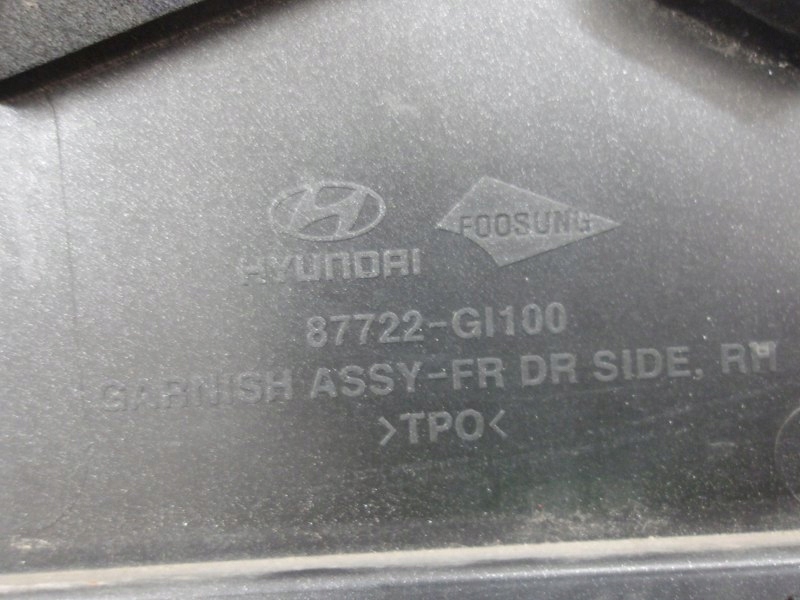 HYUNDAI
FOOSUNG
87722-GI100
GARNISH ASSY-FR DR SIDE, RH
>TPO<